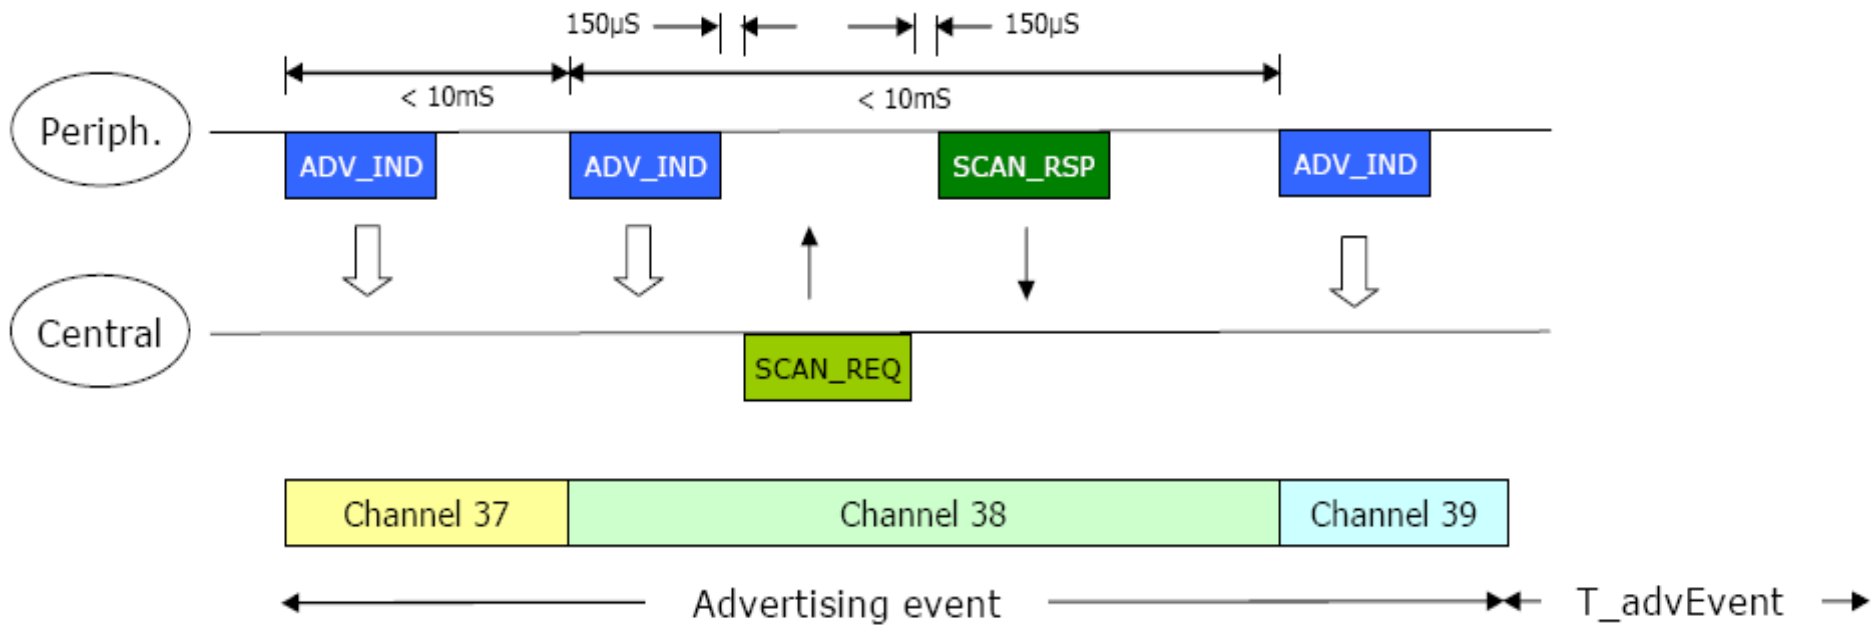 150µS 150µS
< 10mS < 10mS
Periph.
ADV_IND ADV_IND SCAN_RSP ADV_IND
Central
SCAN_REQ
Channel 37 Channel 38 Channel 39
Advertising event T_advEvent